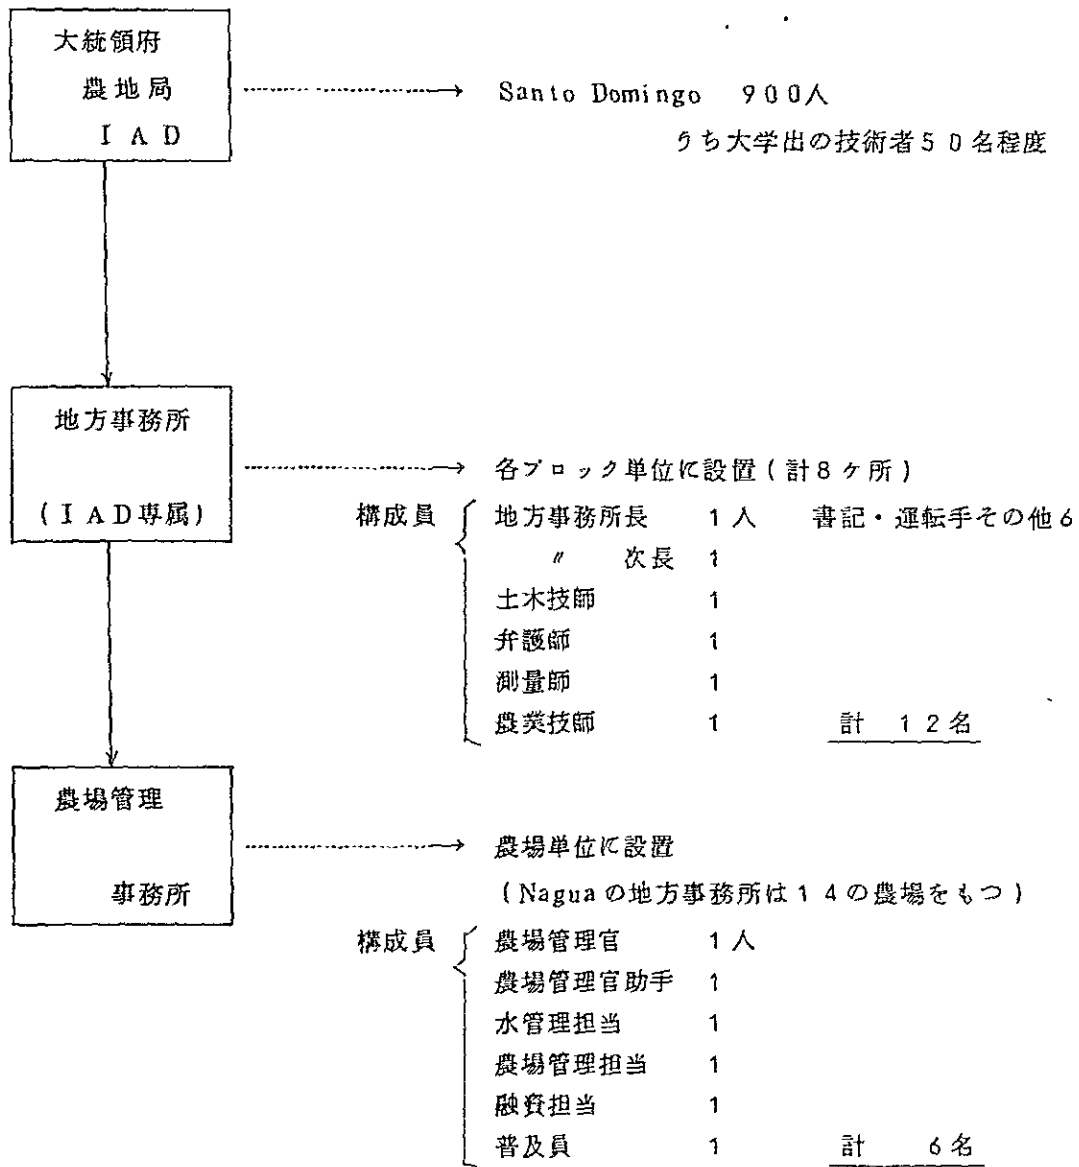 大統領府
農地局
IAD
Santo Domingo 900人
うち大学出の技術者50名程度
地方事務所
(IAD専属)
各ブロック単位に設置(計8ヶ所)
構成員 地方事務所長 1人 書記・運転手その他6
〃 次長 1
土木技師 1
弁護師 1
測量師 1
農業技師 1 計 12名
農場管理
事務所
農場単位に設置
(Naguaの地方事務所は14の農場をもつ)
構成員 農場管理官 1人
農場管理官助手 1
水管理担当 1
農場管理担当 1
融資担当 1
普及員 1 計 6名